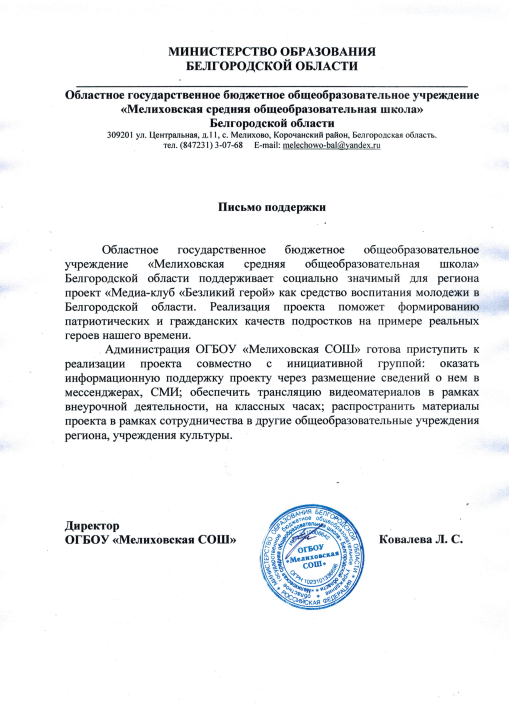 МИНИСТЕРСТВО ОБРАЗОВАНИЯ
БЕЛГОРОДСКОЙ ОБЛАСТИ
Областное государственное бюджетное общеобразовательное учреждение
«Мелиховская средняя общеобразовательная школа»
Белгородской области
309201 ул. Центральная, д.11, с. Мелихово, Корочанский район, Белгородская область.
тел. (847231) 3-07-68 E-mail: melechowo-bal@yandex.ru
Письмо поддержки
Областное государственное бюджетное общеобразовательное
учреждение «Мелиховская средняя общеобразовательная школа»
Белгородской области поддерживает социально значимый для региона
проект «Медиа-клуб «Безликий герой» как средство воспитания молодежи в
Белгородской области. Реализация проекта поможет формированию
патриотических и гражданских качеств подростков на примере реальных
героев нашего времени.
Администрация ОГБОУ «Мелиховская СОШ» готова приступить к
реализации проекта совместно с инициативной группой: оказать
информационную поддержку проекту через размещение сведений о нем в
мессенджерах, СМИ; обеспечить трансляцию видеоматериалов в рамках
внеурочной деятельности, на классных часах; распространить материалы
проекта в рамках сотрудничества в другие общеобразовательные учреждения
региона, учреждения культуры.
Директор
ОГБОУ «Мелиховская СОШ»
Ковалева Л. С.
МИНИСТЕРСТВО ОБРАЗОВАНИЯ БЕЛГОРОДСКОЙ ОБЛАСТИ
РОССИЙСКАЯ ФЕДЕРАЦИЯ
ОГБОУ
«Мелиховская
СОШ»